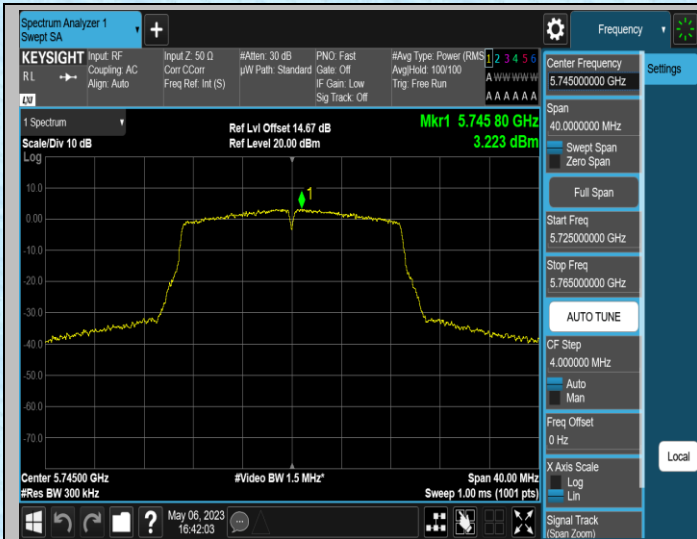 Spectrum Analyzer 1
Swept SA
+
Frequency
KEYSIGHT
RL
LXI
Input: RF
Coupling: AC
Align: Auto
Input Z: 50 Ω
Corr CCorr
Freq Ref: Int (S)
#Atten: 30 dB
µW Path: Standard
PNO: Fast
Gate: Off
IF Gain: Low
Sig Track: Off
#Avg Type: Power (RMS
Avg|Hold: 100/100
Trig: Free Run
1 2 3 4 5 6
A W W W W W
A A A A A A
1 Spectrum
Scale/Div 10 dB
Log
Ref Lvl Offset 14.67 dB
Ref Level 20.00 dBm
Mkr1 5.745 80 GHz
3.223 dBm
10.0
0.00
-10.0
-20.0
-30.0
-40.0
-50.0
-60.0
-70.0
1
Center 5.74500 GHz
#Res BW 300 kHz
#Video BW 1.5 MHz*
Span 40.00 MHz
Sweep 1.00 ms (1001 pts)
?
May 06, 2023
16:42:03
Center Frequency
5.745000000 GHz
Span
40.0000000 MHz
Swept Span
Zero Span
Full Span
Start Freq
5.725000000 GHz
Stop Freq
5.765000000 GHz
AUTO TUNE
CF Step
4.000000 MHz
Auto
Man
Freq Offset
0 Hz
X Axis Scale
Log
Lin
Signal Track
(Span Zoom)
Settings
Local